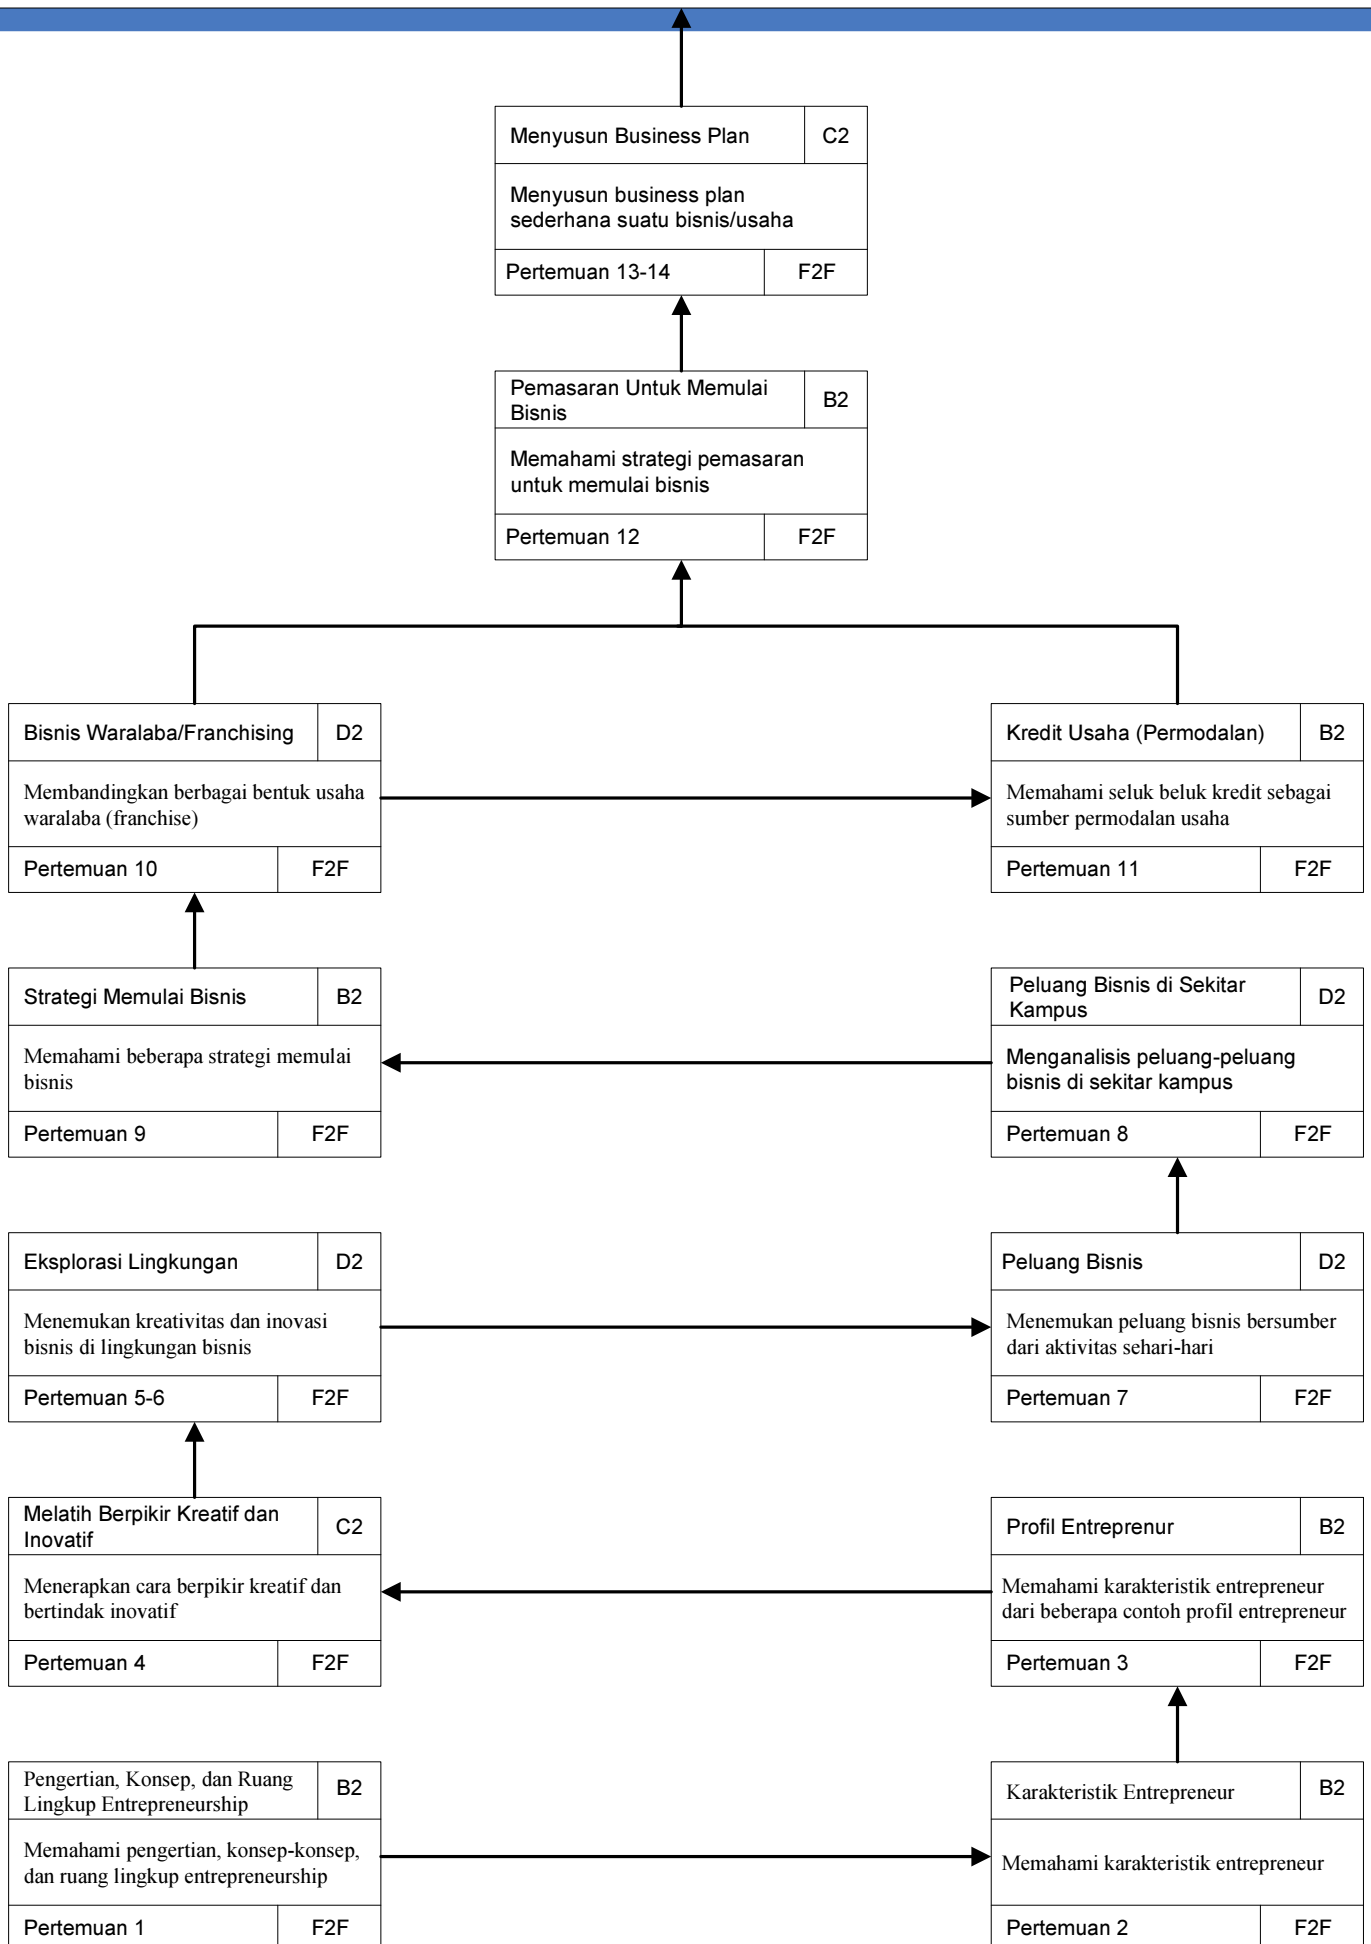 Menyusun Business Plan
C2
Menyusun business plan
sederhana suatu bisnis/usaha
Pertemuan 13-14
F2F
Pemasaran Untuk Memulai
Bisnis
B2
Memahami strategi pemasaran
untuk memulai bisnis
Pertemuan 12
F2F
Bisnis Waralaba/Franchising
D2
Membandingkan berbagai bentuk usaha
waralaba (franchise)
Pertemuan 10
F2F
Kredit Usaha (Permodalan)
B2
Memahami seluk beluk kredit sebagai
sumber permodalan usaha
Pertemuan 11
F2F
Strategi Memulai Bisnis
B2
Memahami beberapa strategi memulai
bisnis
Pertemuan 9
F2F
Peluang Bisnis di Sekitar
Kampus
D2
Menganalisis peluang-peluang
bisnis di sekitar kampus
Pertemuan 8
F2F
Eksplorasi Lingkungan
D2
Menemukan kreativitas dan inovasi
bisnis di lingkungan bisnis
Pertemuan 5-6
F2F
Peluang Bisnis
D2
Menemukan peluang bisnis bersumber
dari aktivitas sehari-hari
Pertemuan 7
F2F
Melatih Berpikir Kreatif dan
Inovatif
C2
Menerapkan cara berpikir kreatif dan
bertindak inovatif
Pertemuan 4
F2F
Profil Entreprenur
B2
Memahami karakteristik entrepreneur
dari beberapa contoh profil entrepreneur
Pertemuan 3
F2F
Pengertian, Konsep, dan Ruang
Lingkup Entrepreneurship
B2
Memahami pengertian, konsep-konsep,
dan ruang lingkup entrepreneurship
Pertemuan 1
F2F
Karakteristik Entrepreneur
B2
Memahami karakteristik entrepreneur
Pertemuan 2
F2F